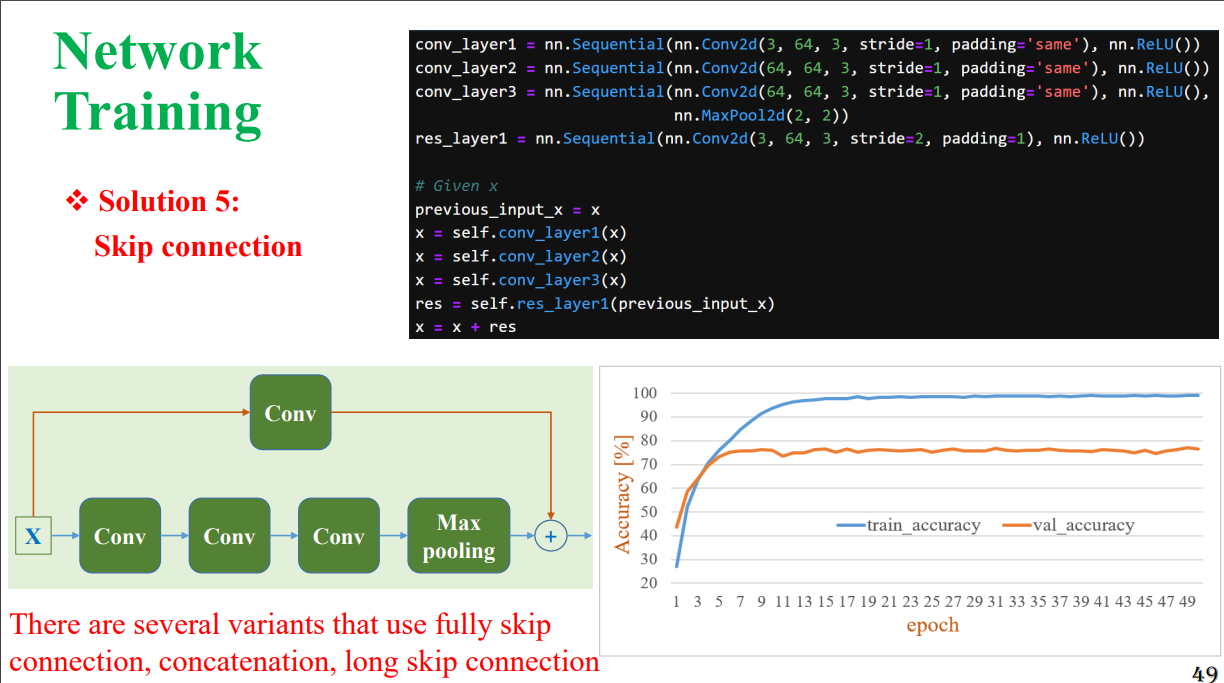 Network
Training
❖ Solution 5:
Skip connection
conv_layer1 = nn.Sequential(nn.Conv2d(3, 64, 3, stride=1, padding='same'), nn.ReLU())
conv_layer2 = nn.Sequential(nn.Conv2d(64, 64, 3, stride=1, padding='same'), nn.ReLU())
conv_layer3 = nn.Sequential(nn.Conv2d(64, 64, 3, stride=1, padding='same'), nn.ReLU(),
nn.MaxPool2d(2, 2))
res_layer1 = nn.Sequential(nn.Conv2d(3, 64, 3, stride=2, padding=1), nn.ReLU())
# Given x
previous_input_x = x
x = self.conv_layer1(x)
x = self.conv_layer2(x)
x = self.conv_layer3(x)
res = self.res_layer1(previous_input_x)
x = x + res
Conv
X
Conv
Conv
Conv
Max
pooling
+
There are several variants that use fully skip
connection, concatenation, long skip connection
Accuracy [%]
100
90
80
70
60
50
40
30
20
train_accuracy val_accuracy
1 3 5 7 9 11 13 15 17 19 21 23 25 27 29 31 33 35 37 39 41 43 45 47 49
epoch
49